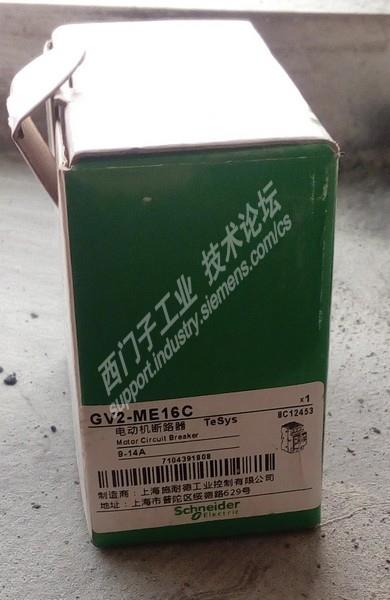 西门子工业 技术论坛
support.industry.siemens.com/cs
GV2-ME16C
TeSys
x1
电动机断路器
8C12453
Motor Circuit Breaker
9-14A
7104391808
制造商：上海施耐德工业控制有限公司
地址：上海市普陀区绥德路629号
Schneider
Electric